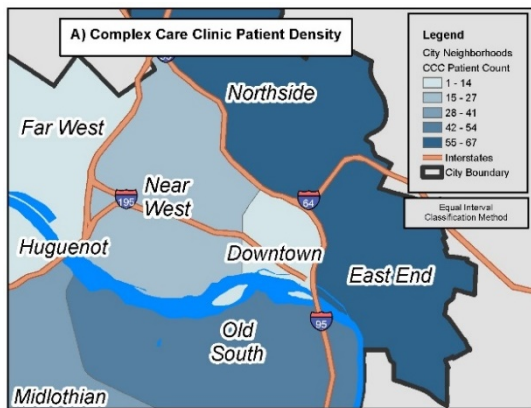 A) Complex Care Clinic Patient Density
Legend
City Neighborhoods
CCC Patient Count
1 - 14
15 - 27
28 - 41
42 - 54
55 - 67
Interstates
City Boundary
Equal Interval
Classification Method
Northside
Far West
Near
West
195
64
Huguenot
Downtown
East End
95
Old
South
Midlothian